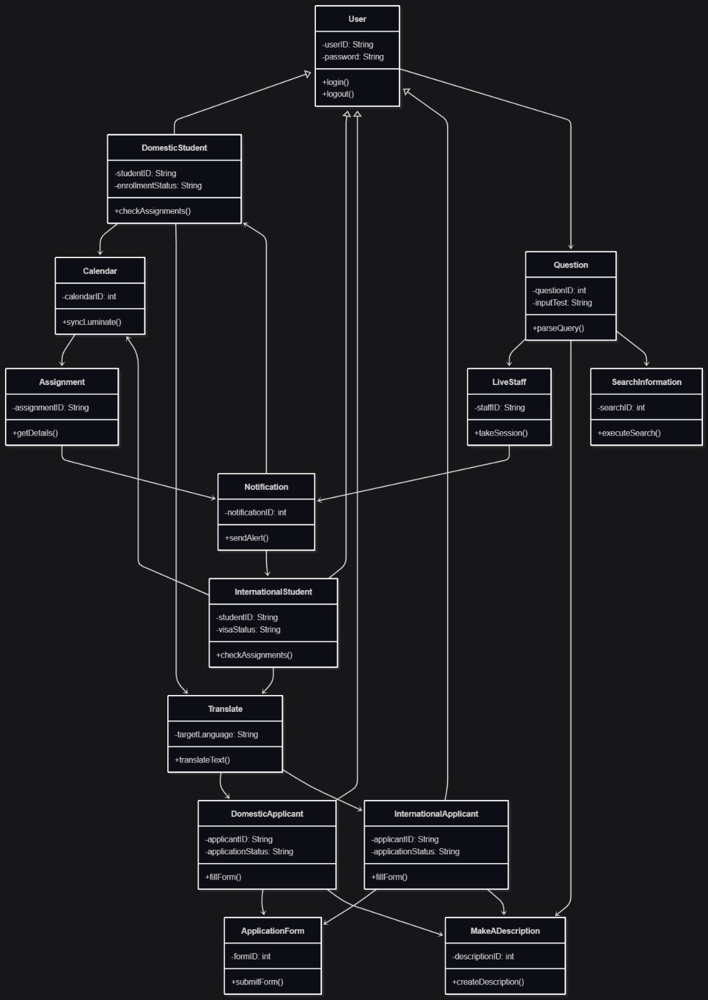 User
-userID: String
-password: String
+login()
+logout()
DomesticStudent
-studentID: String
-enrollmentStatus: String
+checkAssignments()
Calendar
-calendarID: int
+syncLuminate()
Question
-questionID: int
-inputTest: String
+parseQuery()
Assignment
-assignmentID: String
+getDetails()
LiveStaff
-staffID: String
+takeSession()
SearchInformation
-searchID: int
+executeSearch()
Notification
-notificationID: int
+sendAlert()
InternationalStudent
-studentID: String
-visaStatus: String
+checkAssignments()
Translate
-targetLanguage: String
+translateText()
DomesticApplicant
-applicantID: String
-applicationStatus: String
+fillForm()
InternationalApplicant
-applicantID: String
-applicationStatus: String
+fillForm()
ApplicationForm
-formID: int
+submitForm()
MakeADescription
-descriptionID: int
+createDescription()